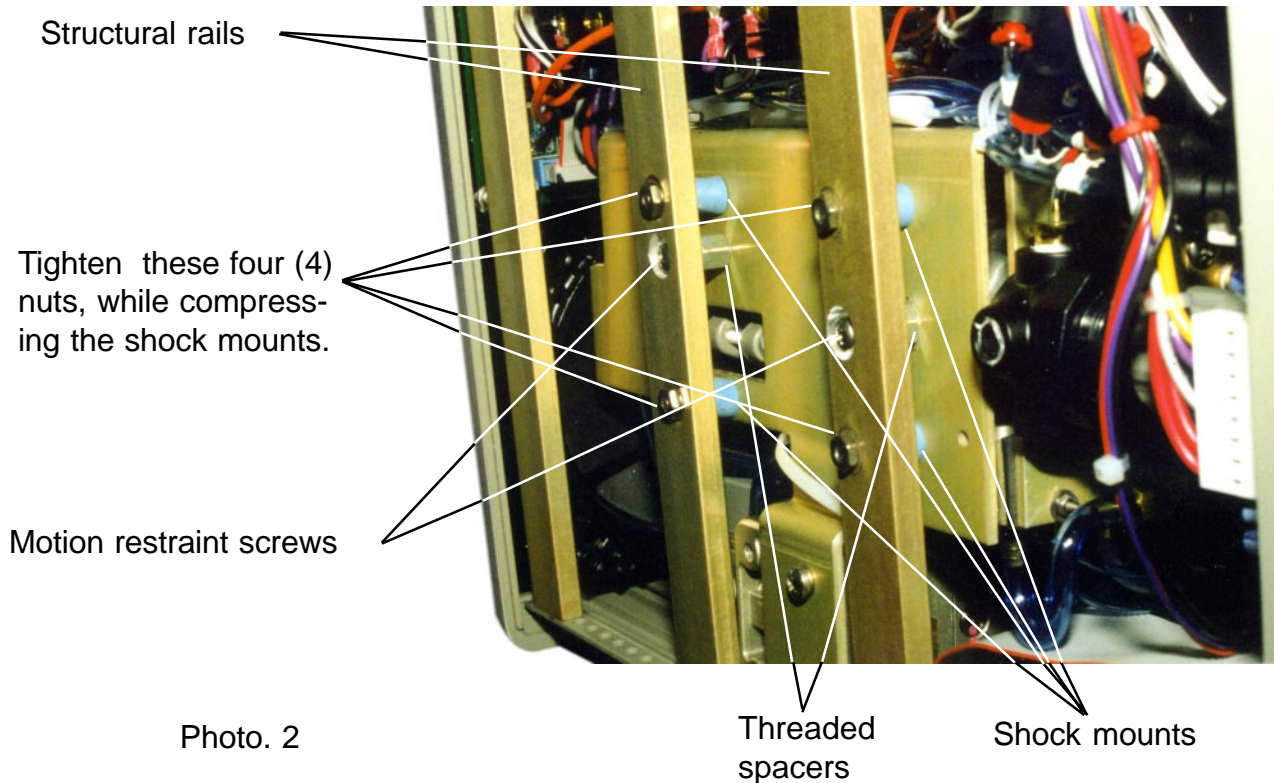 Structural rails
Tighten these four (4)
nuts, while compress-
ing the shock mounts.
Motion restraint screws
Photo. 2
Threaded
spacers
Shock mounts